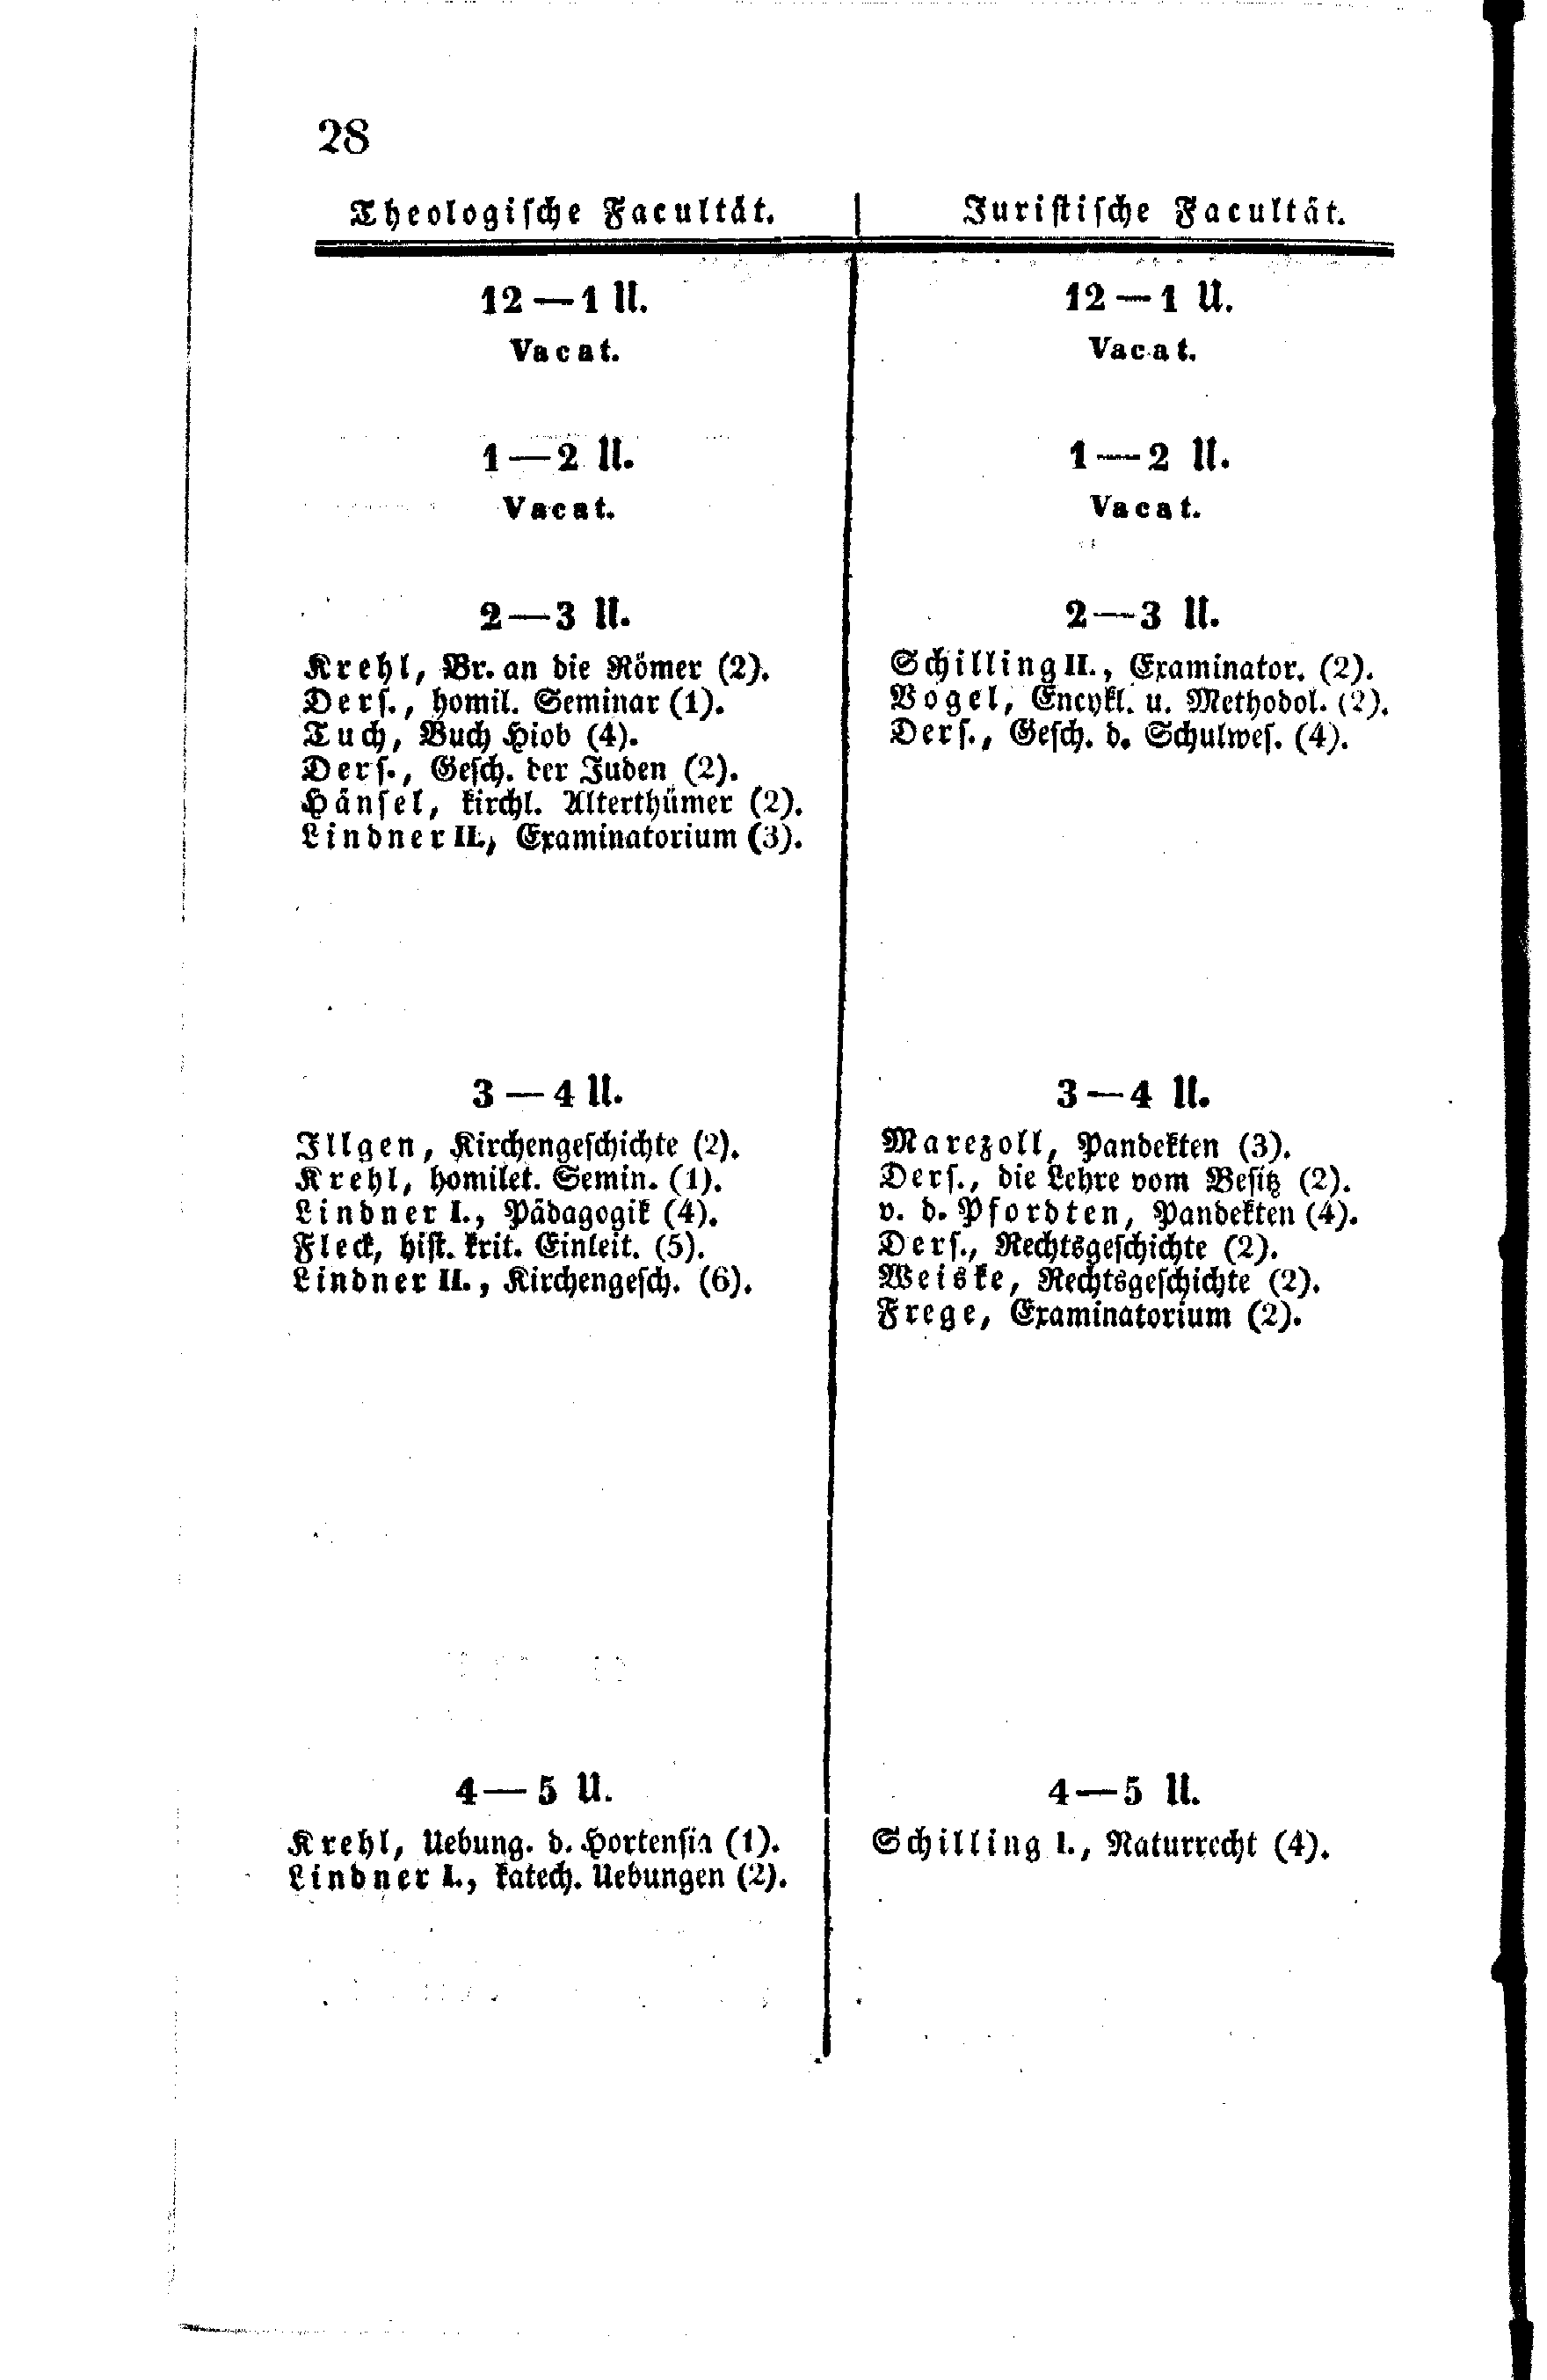 28
Theologische Facultät.
12—1 U.
Vacat.
1—2 U.
Vacat.
2—3 U.
Krehl, Br. an die Römer (2).
Ders., homil. Seminar (1).
Tuch, Buch Hiob (4).
Ders., Gesch. der Juden (2).
Hänsel, kirchl. Alterthümer (2).
Lindner II., Examinatorium (3).
3—4 U.
Illgen, Kirchengeschichte (2).
Krehl, homilet. Semin. (1).
Lindner I., Pädagogik (4).
Fleck, hist. krit. Einleit. (5).
Lindner II., Kirchengesch. (6).
4—5 U.
Krehl, Uebung. d. Hortensia (1).
Lindner I., katech. Uebungen (2).
Juristische Facultät.
12—1 U.
Vacat.
1—2 U.
Vacat.
2—3 U.
Schilling II., Examinator. (2).
Vogel, Encykl. u. Methodol. (2).
Ders., Gesch. d. Schulwes. (4).
3—4 U.
Marezoll, Pandekten (3).
Ders., die Lehre vom Besitz (2).
v. d. Pfordten, Pandekten (4).
Ders., Rechtsgeschichte (2).
Weiske, Rechtsgeschichte (2).
Frege, Examinatorium (2).
4—5 U.
Schilling I., Naturrecht (4).